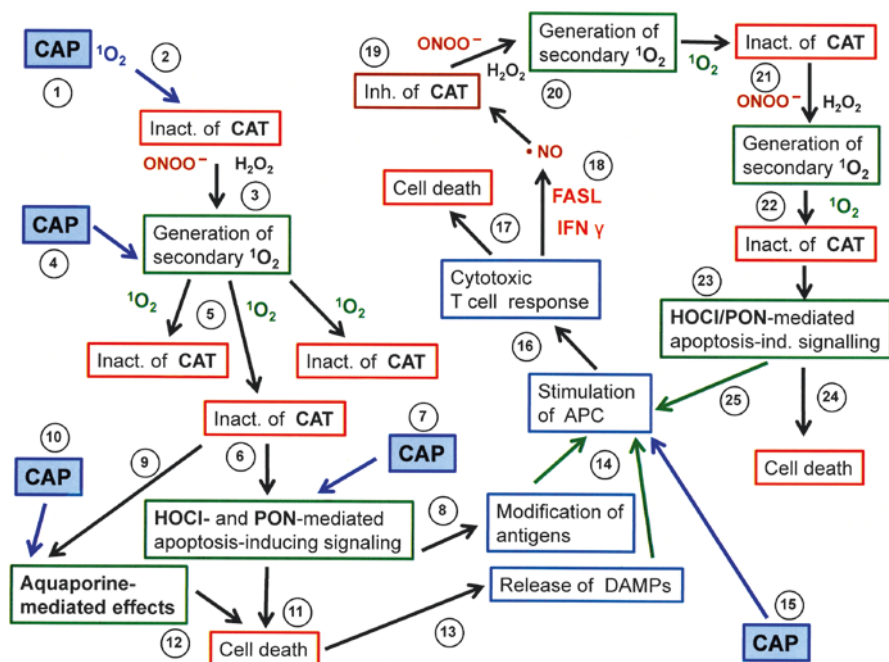 CAP ¹O₂
1
2
Inact. of CAT
ONOO⁻ H₂O₂
3
CAP
4
Generation of
secondary ¹O₂
¹O₂
5
¹O₂
¹O₂
Inact. of CAT
Inact. of CAT
Inact. of CAT
6
7
CAP
10
CAP
9
HOCl- and PON-mediated
apoptosis-inducing signaling
8
Aquaporine-
mediated effects
11
12
Cell death
13
Modification of
antigens
Release of DAMPs
14
15
CAP
Stimulation
of APC
16
Cytotoxic
T cell response
17
Cell death
18
FASL
IFN γ
• NO
19
Inh. of CAT
ONOO⁻
H₂O₂
20
Generation of
secondary ¹O₂
¹O₂
Inact. of CAT
21
ONOO⁻ H₂O₂
Generation of
secondary ¹O₂
22
¹O₂
Inact. of CAT
23
HOCl/PON-mediated
apoptosis-ind. signalling
24
25
Cell death